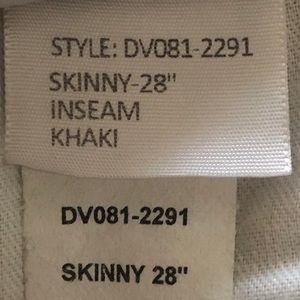 STYLE: DV081-2291
SKINNY-28"
INSEAM
KHAKI
DV081-2291
SKINNY 28"